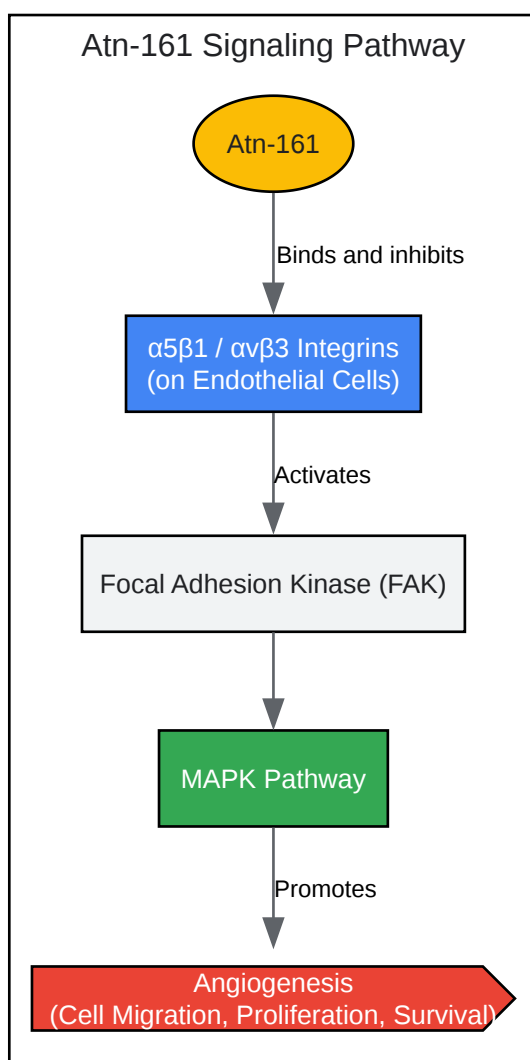 Atn-161 Signaling Pathway
Atn-161
Binds and inhibits
α5β1 / αvβ3 Integrins
(on Endothelial Cells)
Activates
Focal Adhesion Kinase (FAK)
MAPK Pathway
Promotes
Angiogenesis
(Cell Migration, Proliferation, Survival)